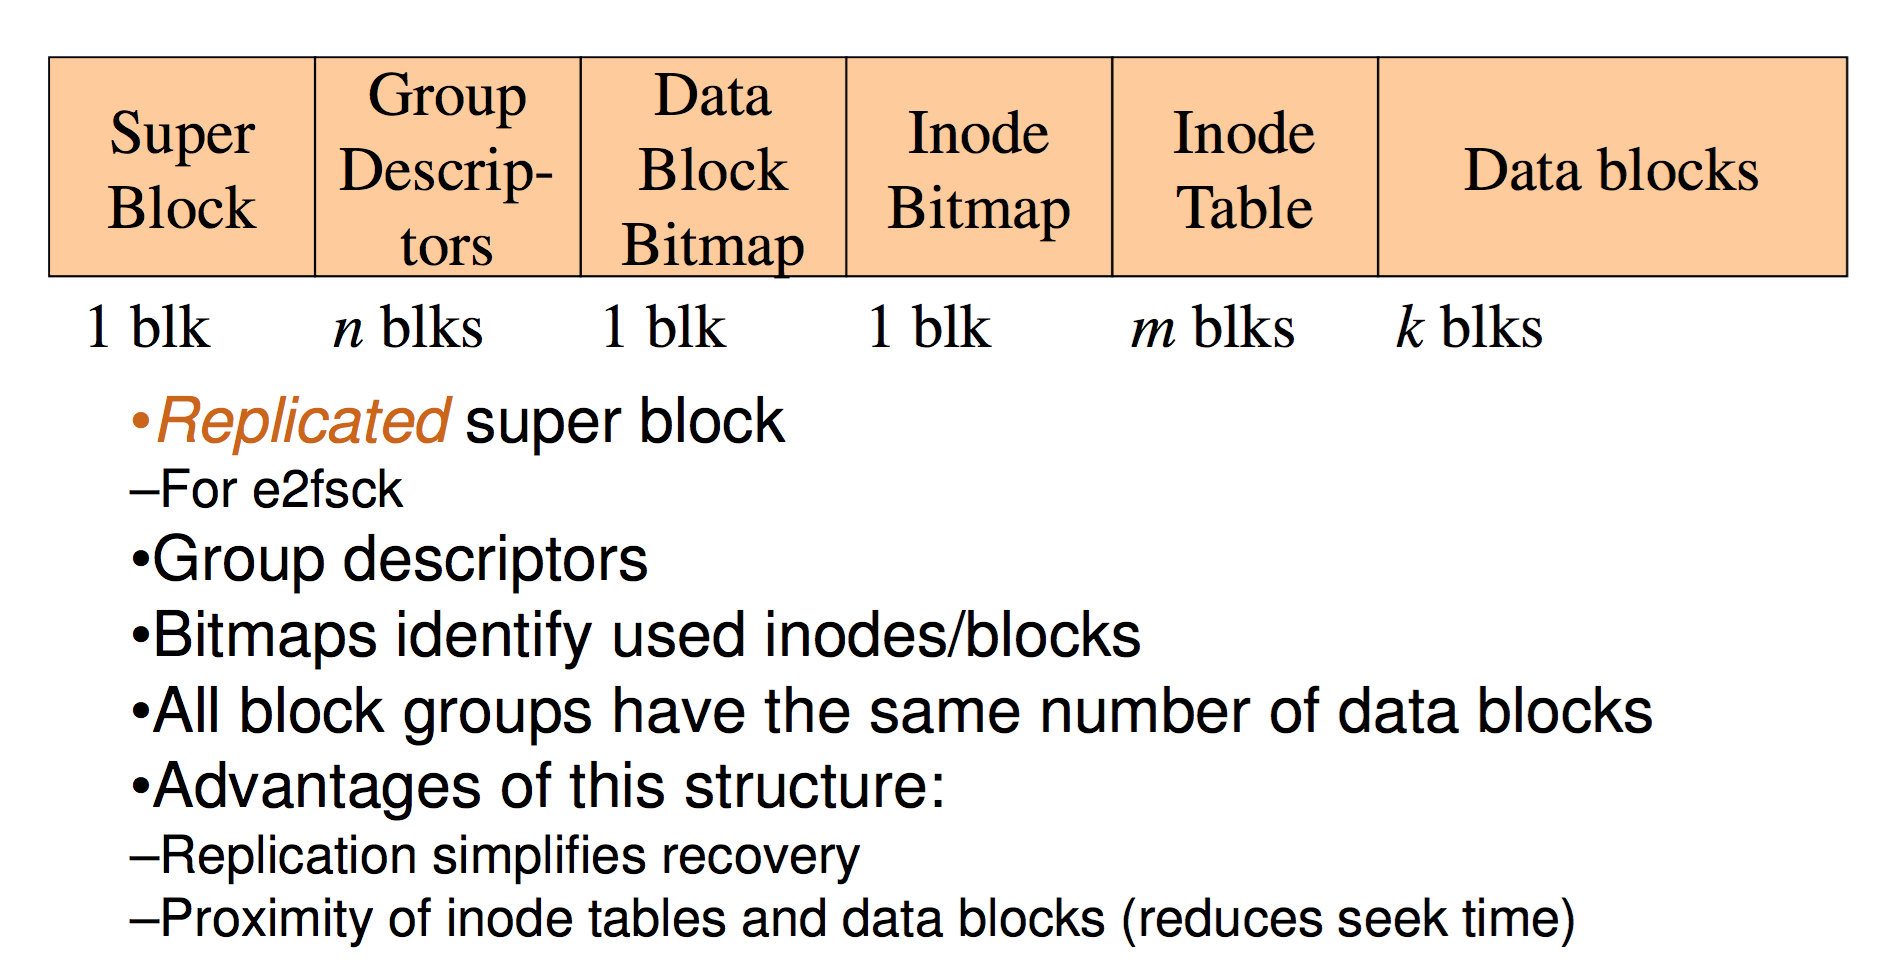 Super
Block
Group
Descrip-
tors
Data
Block
Bitmap
Inode
Bitmap
Inode
Table
Data blocks
1 blk
n blks
1 blk
1 blk
m blks
k blks
•Replicated super block
–For e2fsck
•Group descriptors
•Bitmaps identify used inodes/blocks
•All block groups have the same number of data blocks
•Advantages of this structure:
–Replication simplifies recovery
–Proximity of inode tables and data blocks (reduces seek time)